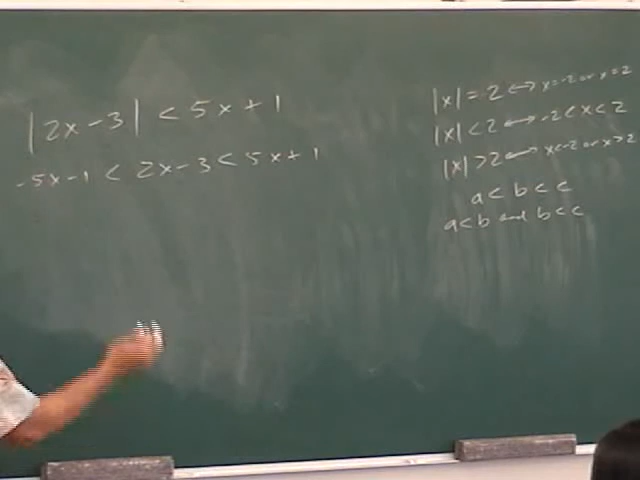 |2x-3| < 5x+1
-5x-1 < 2x-3 < 5x+1
|x|=2 ⟷ x=-2 or x=2
|x|<2 ⟷ -2<x<2
|x|>2 ⟷ x<-2 or x>2
a<b<c
a<b and b<c